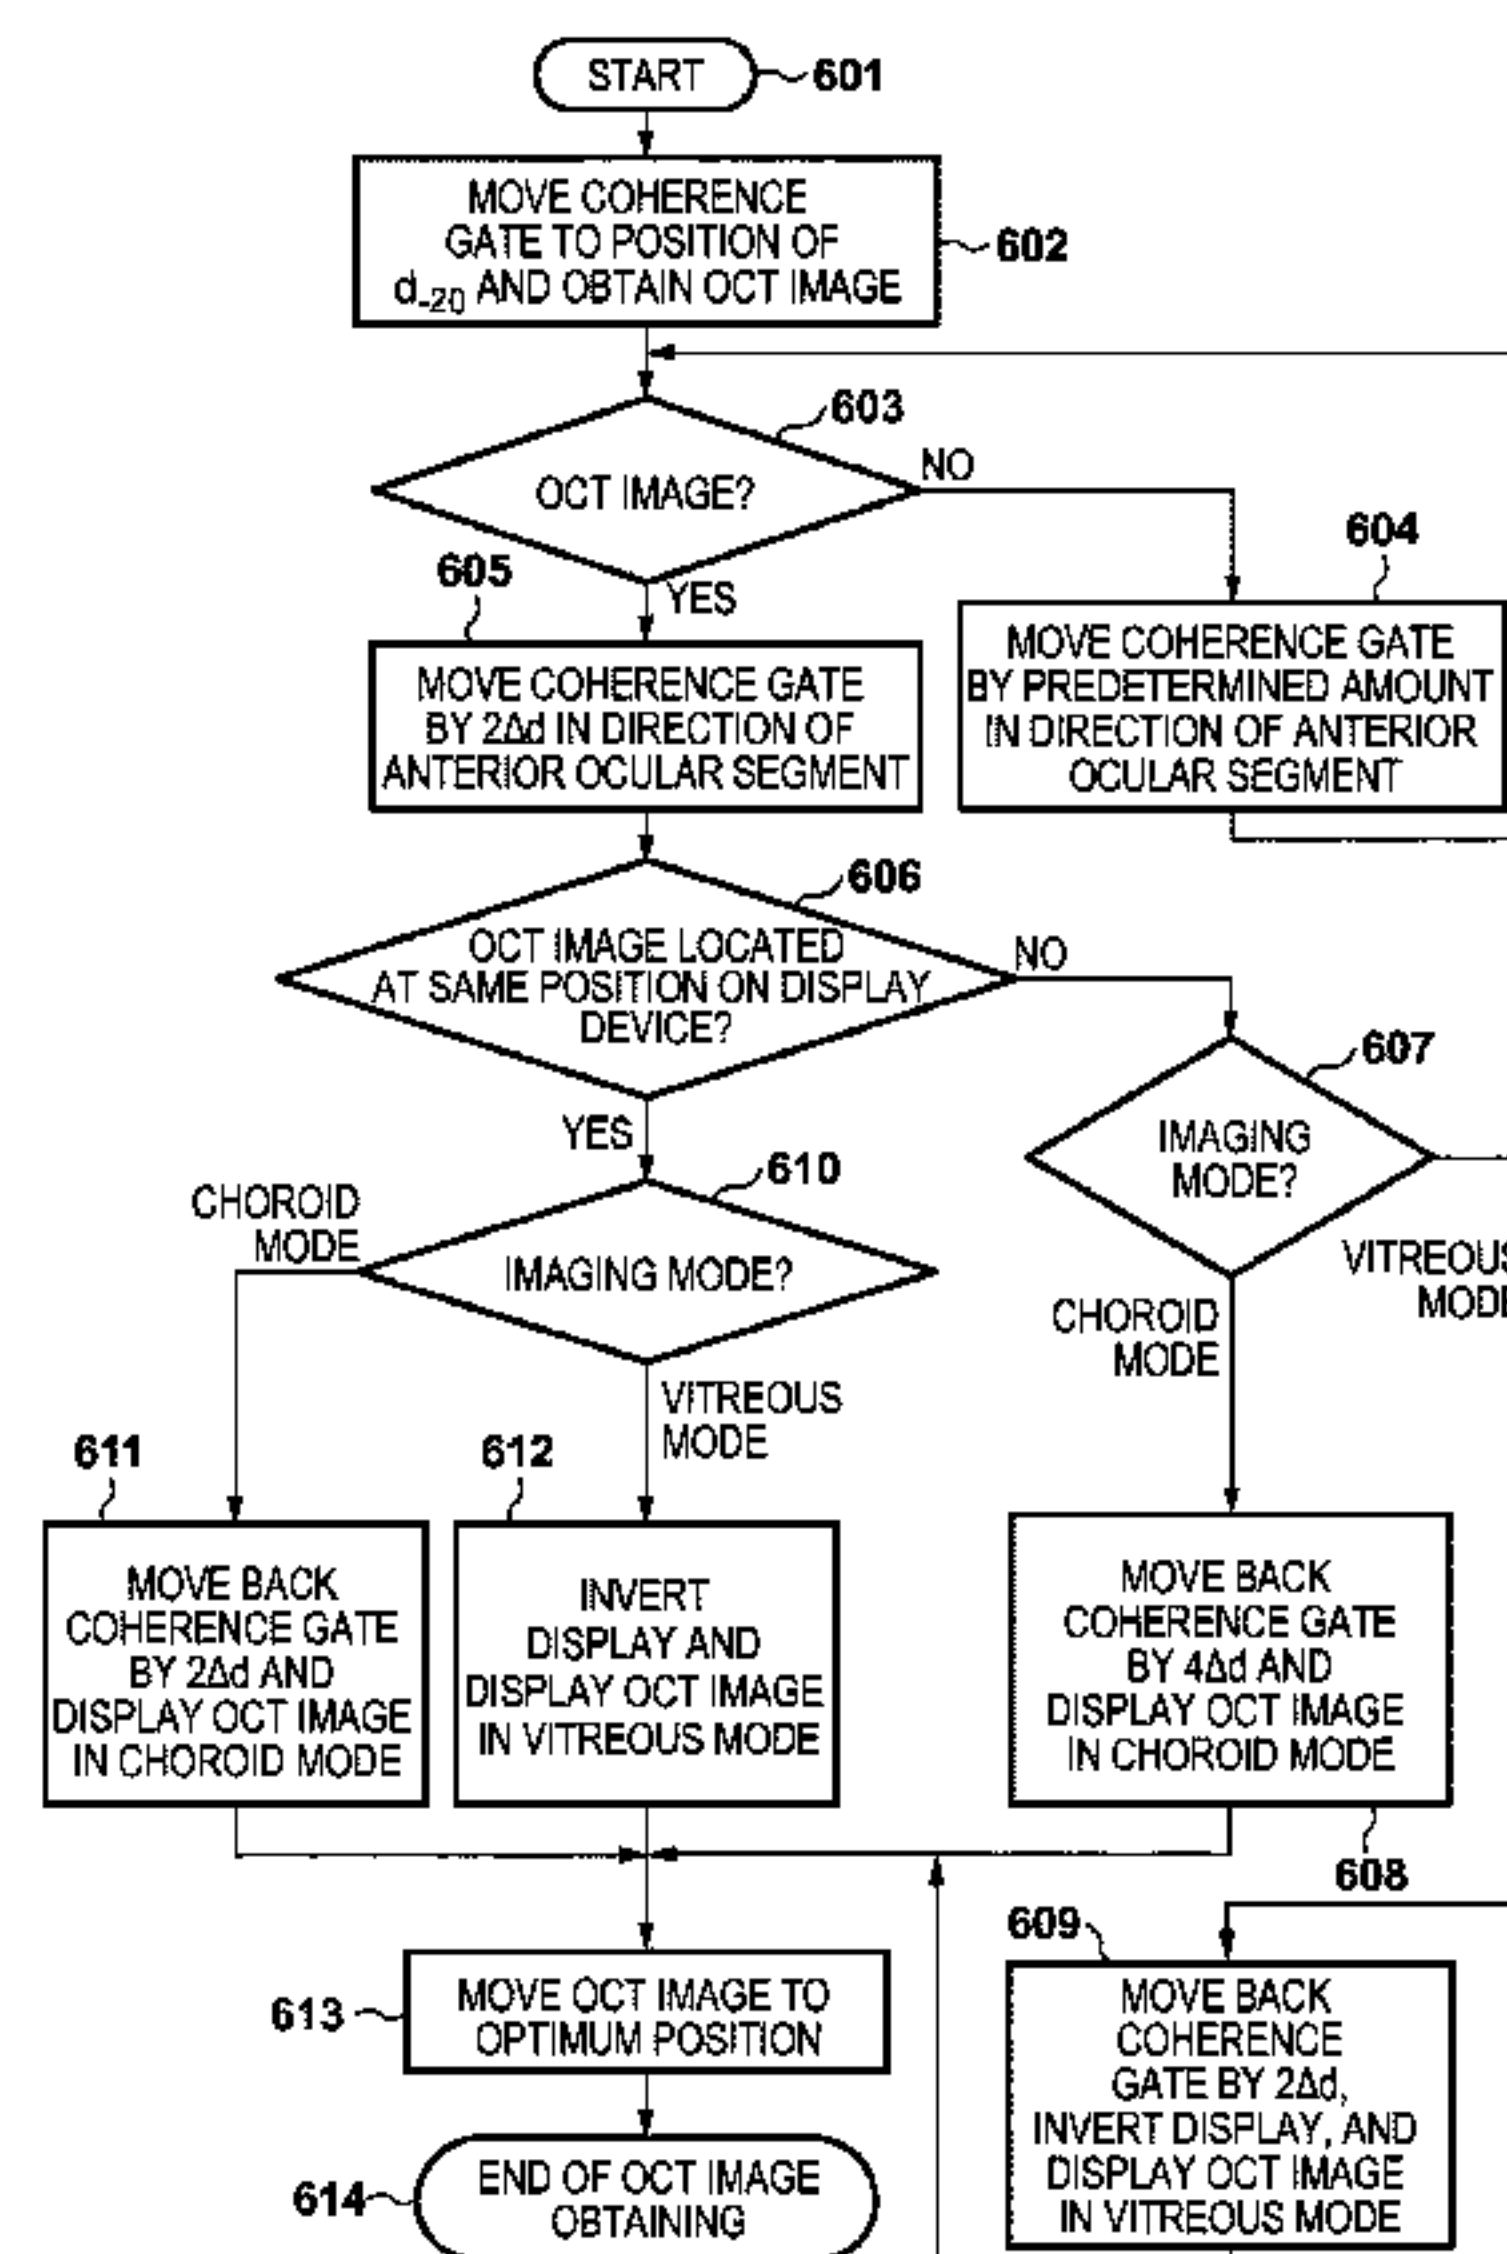 START
601
MOVE COHERENCE
GATE TO POSITION OF
d-20 AND OBTAIN OCT IMAGE
602
603
OCT IMAGE?
NO
YES
604
MOVE COHERENCE GATE
BY PREDETERMINED AMOUNT
IN DIRECTION OF ANTERIOR
OCULAR SEGMENT
605
MOVE COHERENCE GATE
BY 2Δd IN DIRECTION OF
ANTERIOR OCULAR SEGMENT
606
OCT IMAGE LOCATED
AT SAME POSITION ON DISPLAY
DEVICE?
NO
YES
607
IMAGING
MODE?
VITREOUS
MODE
CHOROID
MODE
610
IMAGING MODE?
CHOROID
MODE
VITREOUS
MODE
611
MOVE BACK
COHERENCE GATE
BY 2Δd AND
DISPLAY OCT IMAGE
IN CHOROID MODE
612
INVERT
DISPLAY AND
DISPLAY OCT IMAGE
IN VITREOUS MODE
MOVE BACK
COHERENCE GATE
BY 4Δd AND
DISPLAY OCT IMAGE
IN CHOROID MODE
608
609
MOVE BACK
COHERENCE
GATE BY 2Δd,
INVERT DISPLAY, AND
DISPLAY OCT IMAGE
IN VITREOUS MODE
613
MOVE OCT IMAGE TO
OPTIMUM POSITION
614
END OF OCT IMAGE
OBTAINING